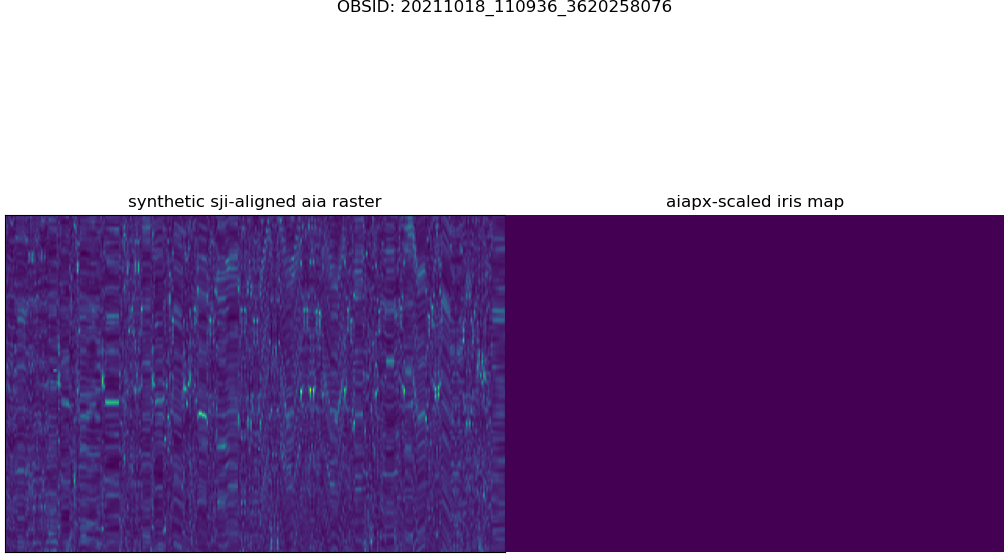 OBSID: 20211018_110936_3620258076
synthetic sji-aligned aia raster
aiapx-scaled iris map